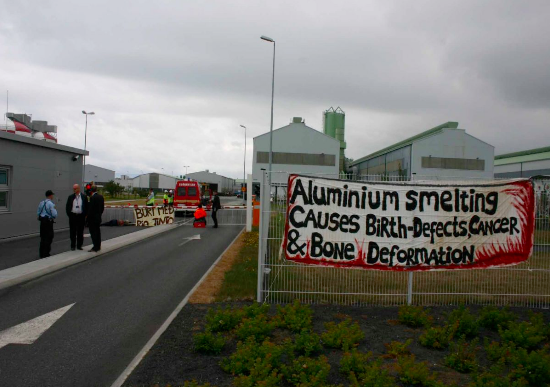 Aluminium smelting
CAUSES BIRTH-DEFECTS, CANCER
& BONE DEFORMATION